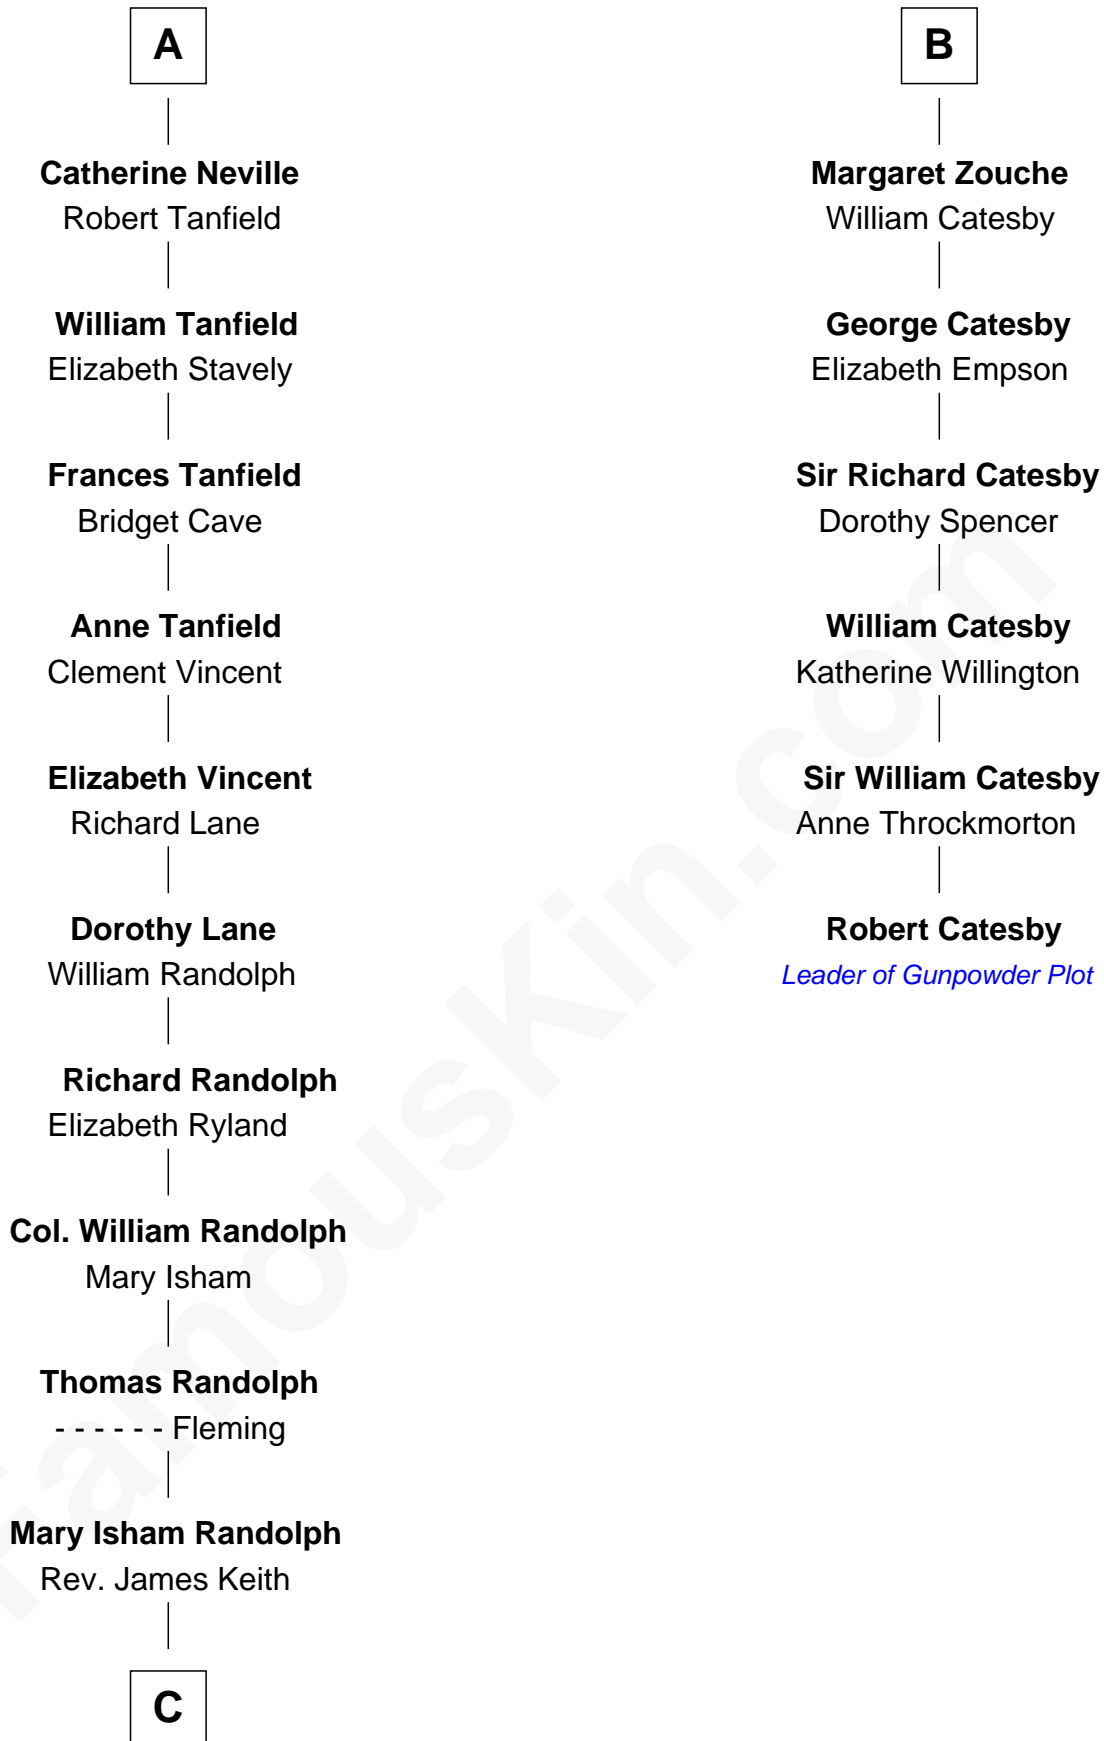 A
Catherine Neville
Robert Tanfield
William Tanfield
Elizabeth Stavely
Frances Tanfield
Bridget Cave
Anne Tanfield
Clement Vincent
Elizabeth Vincent
Richard Lane
Dorothy Lane
William Randolph
Richard Randolph
Elizabeth Ryland
Col. William Randolph
Mary Isham
Thomas Randolph
- - - - - - Fleming
Mary Isham Randolph
Rev. James Keith
C
B
Margaret Zouche
William Catesby
George Catesby
Elizabeth Empson
Sir Richard Catesby
Dorothy Spencer
William Catesby
Katherine Willington
Sir William Catesby
Anne Throckmorton
Robert Catesby
Leader of Gunpowder Plot
FamousKin.com